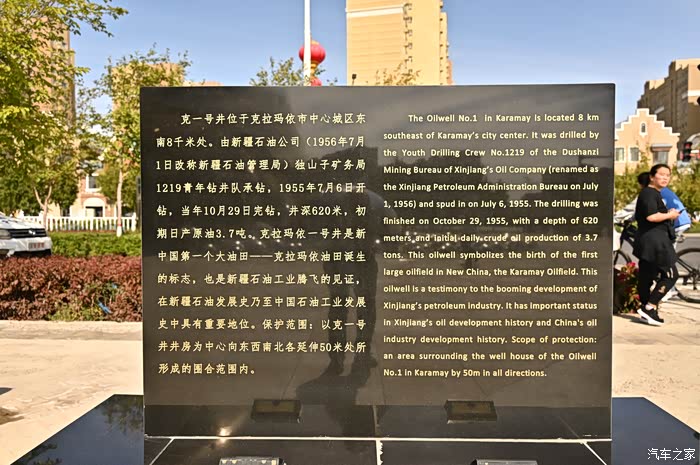 克一号井位于克拉玛依市中心城区东
南8千米处。由新疆石油公司（1956年7月
1日改称新疆石油管理局）独山子矿务局
1219青年钻井队承钻，1955年7月6日开
钻，当年10月29日完钻，井深620米，初
期日产原油3.7吨。克拉玛依一号井是新
中国第一个大油田——克拉玛依油田诞生
的标志，也是新疆石油工业腾飞的见证，
在新疆石油发展史乃至中国石油工业发展
史中具有重要地位。保护范围：以克一号
井井房为中心向东西南北各延伸50米处所
形成的围合范围内。
The Oilwell No.1 in Karamay is located 8 km
southeast of Karamay's city center. It was drilled by
the Youth Drilling Crew No.1219 of the Dushanzi
Mining Bureau of Xinjiang's Oil Company (renamed as
the Xinjiang Petroleum Administration Bureau on July
1, 1956) and spud in on July 6, 1955. The drilling was
finished on October 29, 1955, with a depth of 620
meters and initial daily crude oil production of 3.7
tons. This oilwell symbolizes the birth of the first
large oilfield in New China, the Karamay Oilfield. This
oilwell is a testimony to the booming development of
Xinjiang's petroleum industry. It has important status
in Xinjiang's oil development history and China's oil
industry development history. Scope of protection:
an area surrounding the well house of the Oilwell
No.1 in Karamay by 50m in all directions.
汽车之家